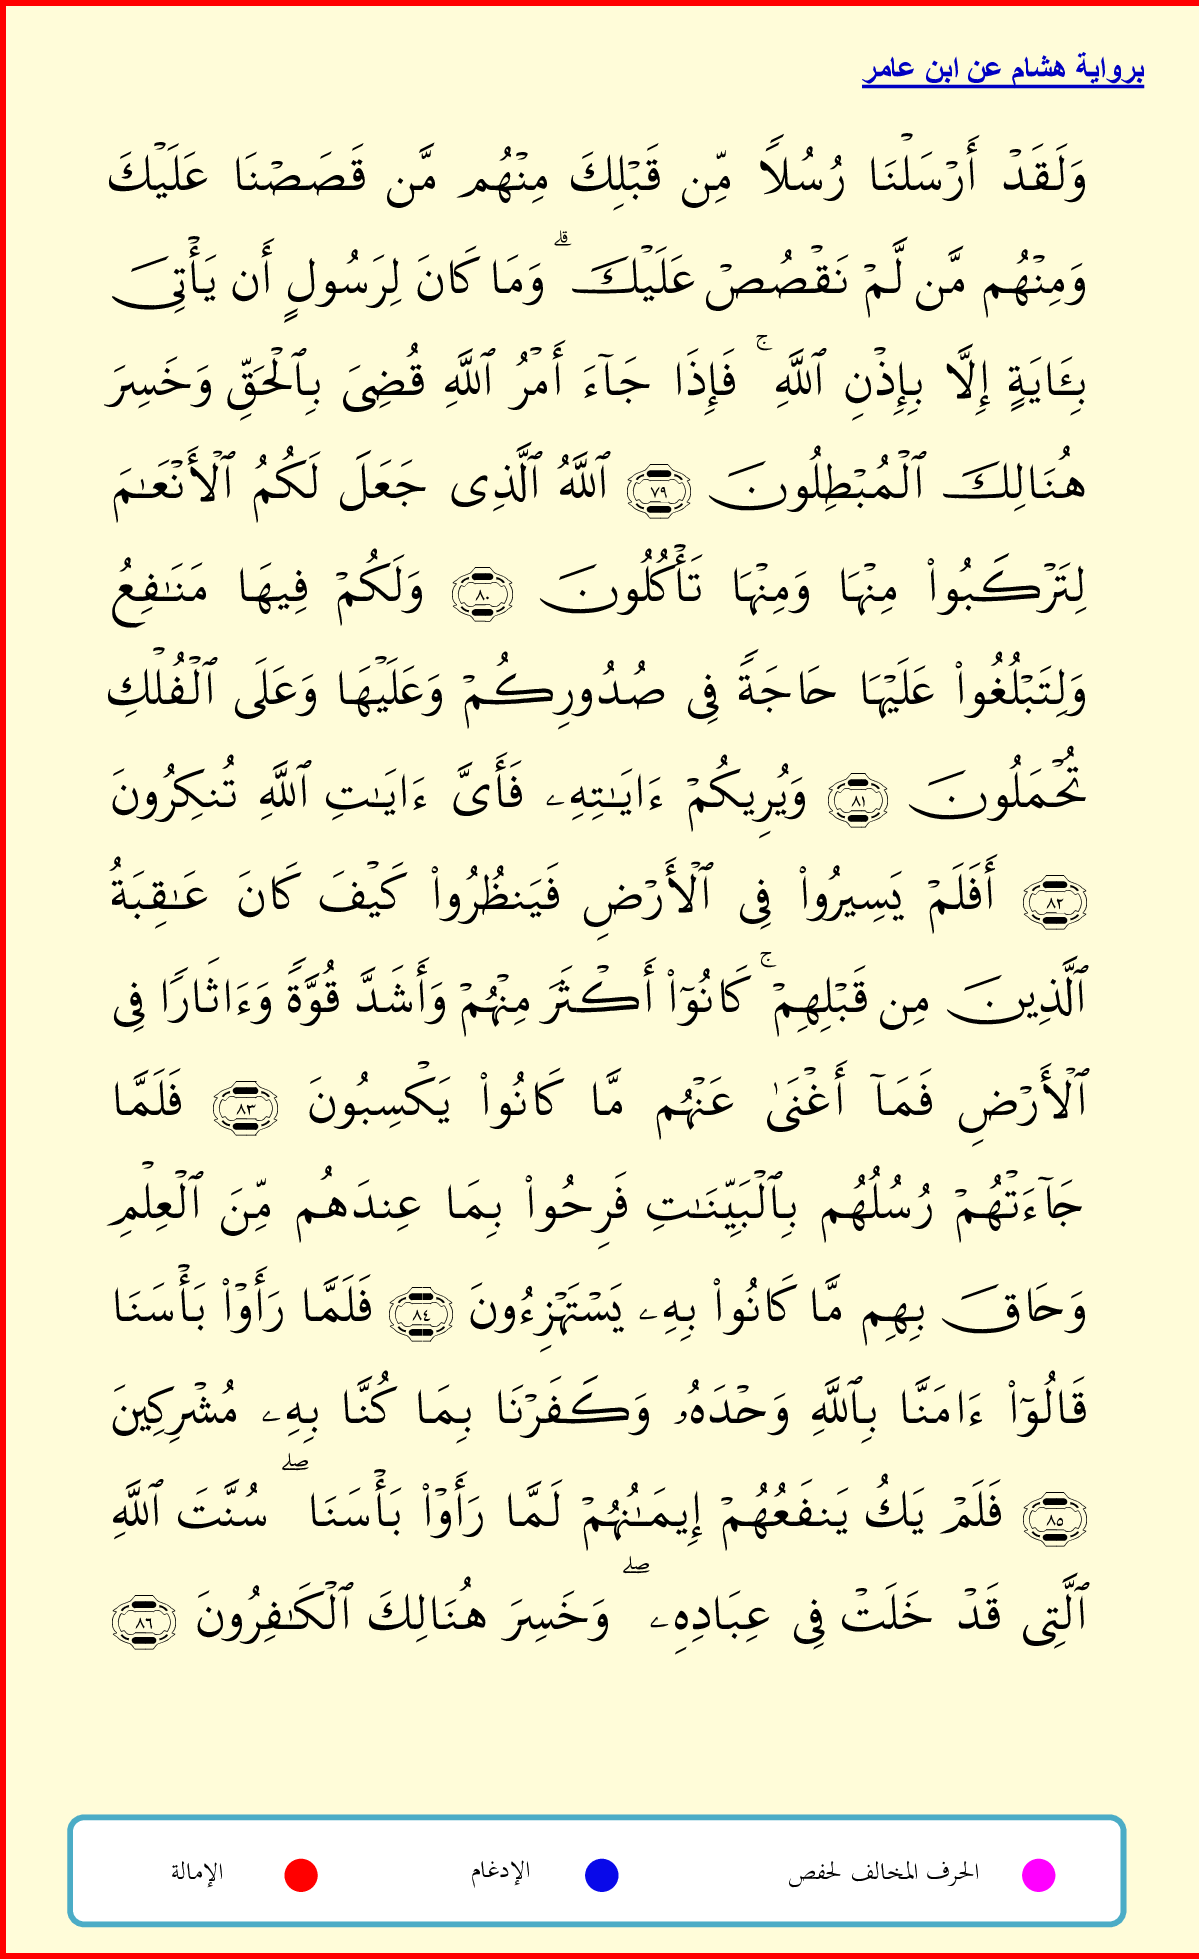 برواية هشام عن ابن عامر
وَلَقَدۡ أَرۡسَلۡنَا رُسُلٗا مِّن قَبۡلِكَ مِنۡهُم مَّن قَصَصۡنَا عَلَيۡكَ
وَمِنۡهُم مَّن لَّمۡ نَقۡصُصۡ عَلَيۡكَۗ وَمَا كَانَ لِرَسُولٍ أَن يَأۡتِيَ
بِـَٔايَةٍ إِلَّا بِإِذۡنِ ٱللَّهِۚ فَإِذَا جَآءَ أَمۡرُ ٱللَّهِ قُضِيَ بِٱلۡحَقِّ وَخَسِرَ
هُنَالِكَ ٱلۡمُبۡطِلُونَ ٧٩ ٱللَّهُ ٱلَّذِي جَعَلَ لَكُمُ ٱلۡأَنۡعَٰمَ
لِتَرۡكَبُواْ مِنۡهَا وَمِنۡهَا تَأۡكُلُونَ ٨٠ وَلَكُمۡ فِيهَا مَنَٰفِعُ
وَلِتَبۡلُغُواْ عَلَيۡهَا حَاجَةٗ فِي صُدُورِكُمۡ وَعَلَيۡهَا وَعَلَى ٱلۡفُلۡكِ
تُحۡمَلُونَ ٨١ وَيُرِيكُمۡ ءَايَٰتِهِۦ فَأَيَّ ءَايَٰتِ ٱللَّهِ تُنكِرُونَ
٨٢ أَفَلَمۡ يَسِيرُواْ فِي ٱلۡأَرۡضِ فَيَنظُرُواْ كَيۡفَ كَانَ عَٰقِبَةُ
ٱلَّذِينَ مِن قَبۡلِهِمۡۚ كَانُوٓاْ أَكۡثَرَ مِنۡهُمۡ وَأَشَدَّ قُوَّةٗ وَءَاثَارٗا فِي
ٱلۡأَرۡضِ فَمَآ أَغۡنَىٰ عَنۡهُم مَّا كَانُواْ يَكۡسِبُونَ ٨٣ فَلَمَّا
جَآءَتۡهُمۡ رُسُلُهُم بِٱلۡبَيِّنَٰتِ فَرِحُواْ بِمَا عِندَهُم مِّنَ ٱلۡعِلۡمِ
وَحَاقَ بِهِم مَّا كَانُواْ بِهِۦ يَسۡتَهۡزِءُونَ ٨٤ فَلَمَّا رَأَوۡاْ بَأۡسَنَا
قَالُوٓاْ ءَامَنَّا بِٱللَّهِ وَحۡدَهُۥ وَكَفَرۡنَا بِمَا كُنَّا بِهِۦ مُشۡرِكِينَ
٨٥ فَلَمۡ يَكُ يَنفَعُهُمۡ إِيمَٰنُهُمۡ لَمَّا رَأَوۡاْ بَأۡسَنَاۖ سُنَّتَ ٱللَّهِ
ٱلَّتِي قَدۡ خَلَتۡ فِي عِبَادِهِۦۖ وَخَسِرَ هُنَالِكَ ٱلۡكَٰفِرُونَ ٨٦
الحرف المخالف لحفص الإدغام الإمالة